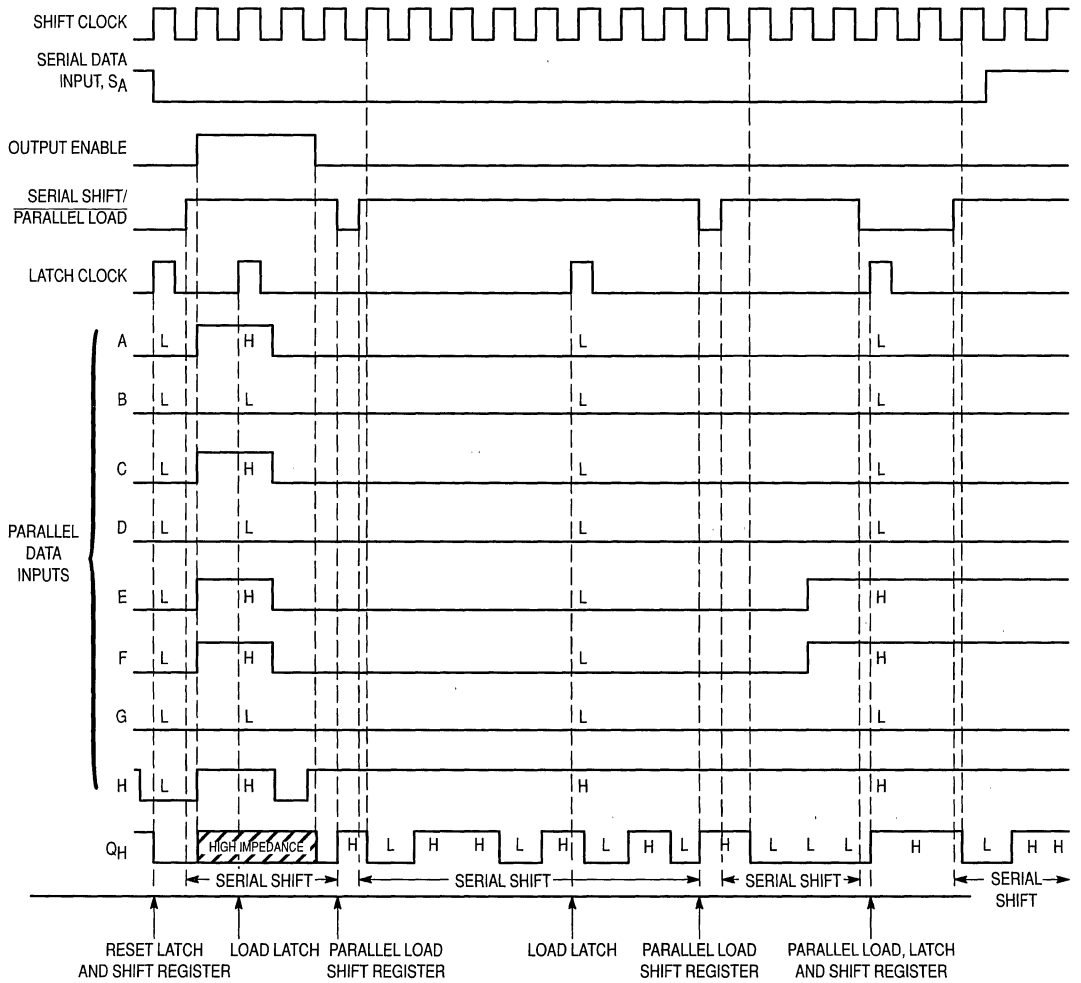 SHIFT CLOCK
SERIAL DATA
INPUT, SA
OUTPUT ENABLE
SERIAL SHIFT/
PARALLEL LOAD
LATCH CLOCK
A L H L L
B L L L L
C L H L L
D L L L L
PARALLEL
DATA
INPUTS
E L H L H
F L H L H
G L L L L
H L H H H
QH HIGH IMPEDANCE H L H H L H L H L H L L L H L H H
SERIAL SHIFT SERIAL SHIFT SERIAL SHIFT SERIAL
SHIFT
RESET LATCH
AND SHIFT REGISTER
LOAD LATCH
PARALLEL LOAD
SHIFT REGISTER
LOAD LATCH
PARALLEL LOAD
SHIFT REGISTER
PARALLEL LOAD, LATCH
AND SHIFT REGISTER